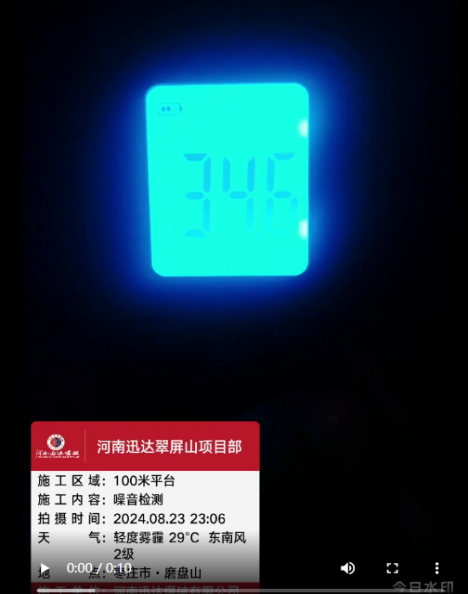 346
河南迅达翠屏山项目部
施工区域：100米平台
施工内容：噪音检测
拍摄时间：2024.08.23 23:06
天气：轻度雾霾 29℃ 东南风
2级
地点：枣庄市·磨盘山
0:00 / 0:10
今日水印